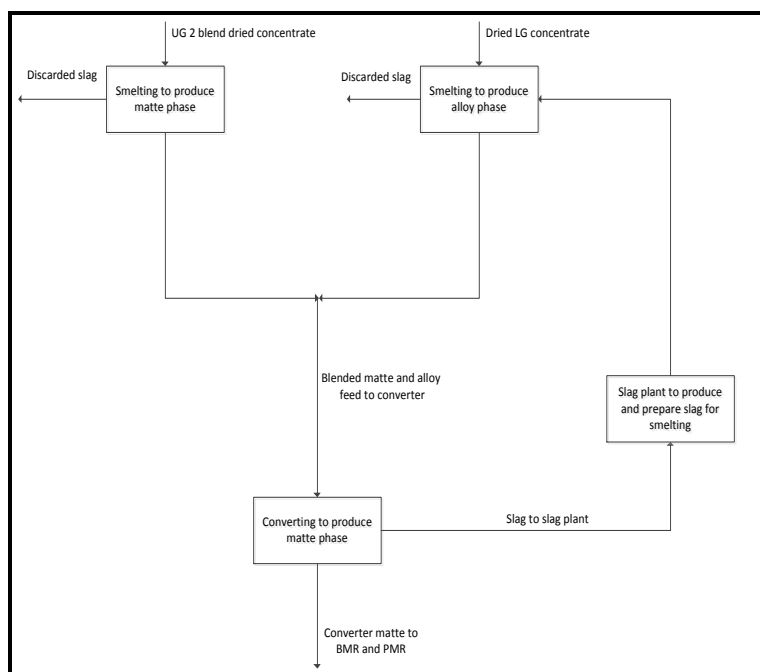 UG 2 blend dried concentrate
Dried LG concentrate
Discarded slag
Smelting to produce
matte phase
Discarded slag
Smelting to produce
alloy phase
Blended matte and alloy
feed to converter
Slag plant to produce
and prepare slag for
smelting
Converting to produce
matte phase
Slag to slag plant
Converter matte to
BMR and PMR